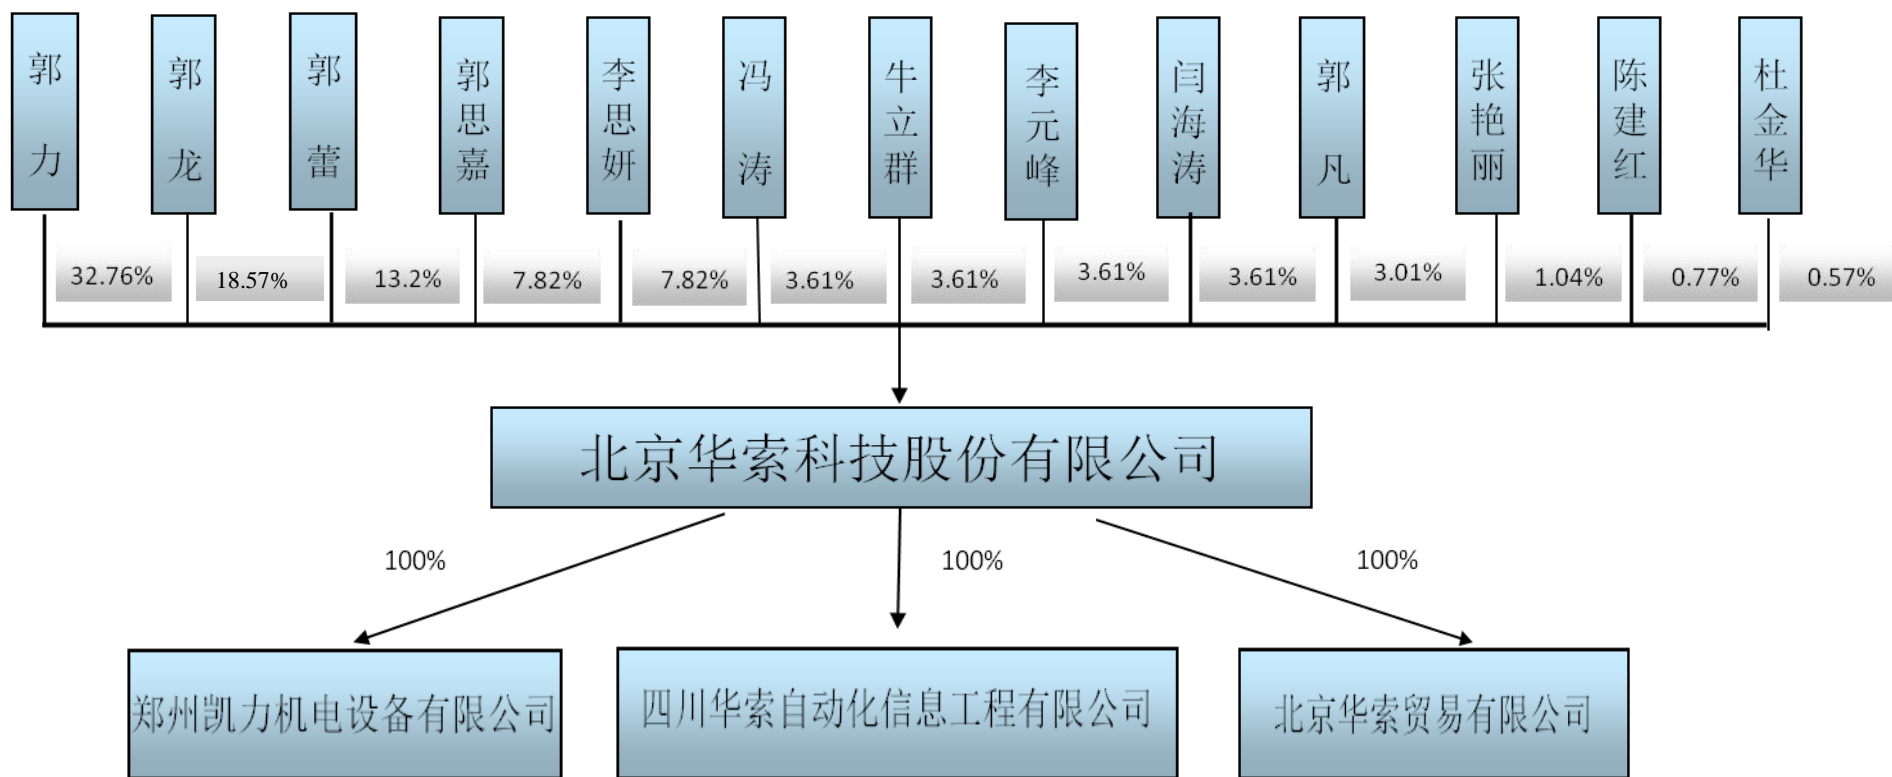 郭力
郭龙
郭蕾
郭思嘉
李思妍
冯涛
牛立群
李元峰
闫海涛
郭凡
张艳丽
陈建红
杜金华
32.76%
18.57%
13.2%
7.82%
7.82%
3.61%
3.61%
3.61%
3.61%
3.01%
1.04%
0.77%
0.57%
北京华索科技股份有限公司
100%
100%
100%
郑州凯力机电设备有限公司
四川华索自动化信息工程有限公司
北京华索贸易有限公司